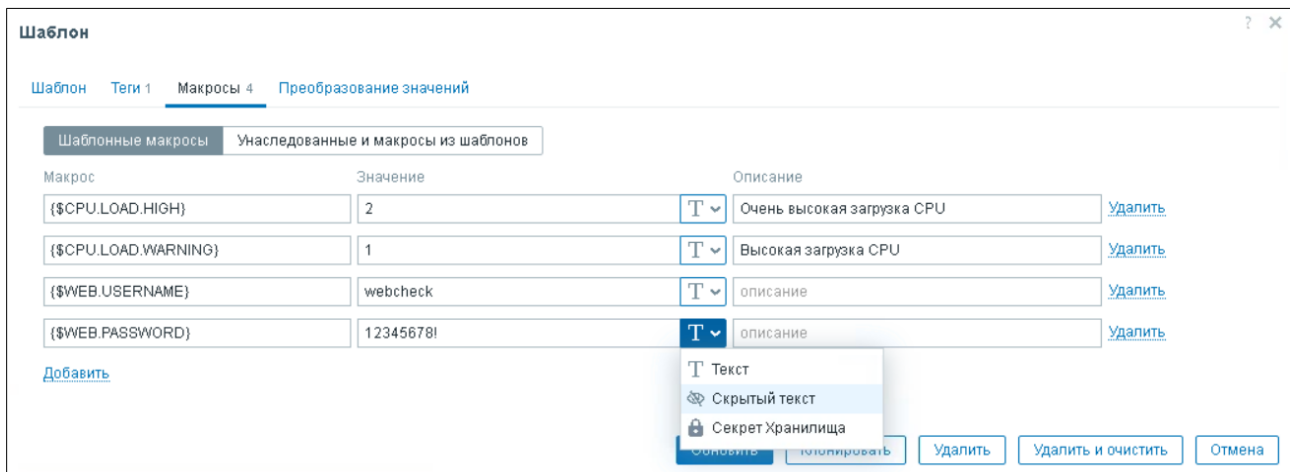 Шаблон
?
Шаблон Теги 1 Макросы 4 Преобразование значений
Шаблонные макросы Унаследованные и макросы из шаблонов
Макрос Значение Описание
{$CPU.LOAD.HIGH} 2 T Очень высокая загрузка CPU Удалить
{$CPU.LOAD.WARNING} 1 T Высокая загрузка CPU Удалить
{$WEB.USERNAME} webcheck T описание Удалить
{$WEB.PASSWORD} 12345678! T описание Удалить
Добавить
T Текст
Скрытый текст
Секрет Хранилища
Обновить Клонировать Удалить Удалить и очистить Отмена